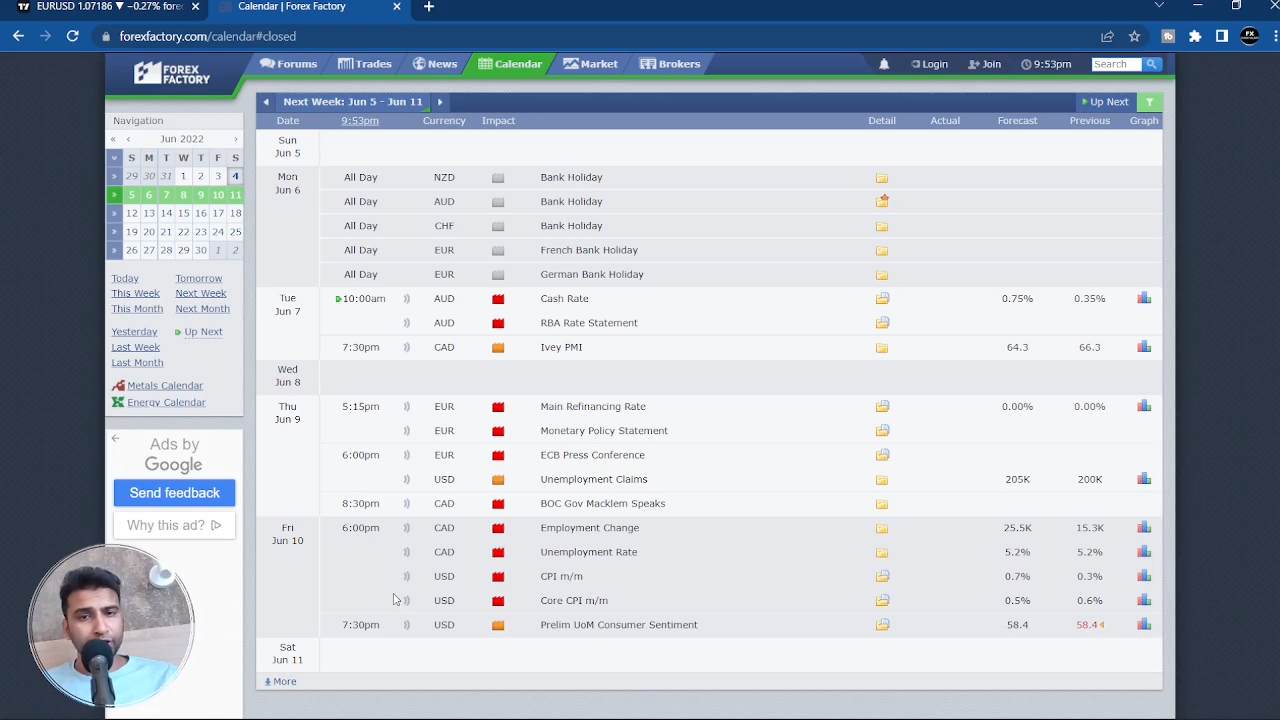 EURUSD 1.07186 ▼ −0.27% Forex F
Calendar | Forex Factory
forexfactory.com/calendar#closed
FOREX FACTORY
Forums Trades News Calendar Market Brokers Login Join 9:53pm Search
Navigation
« ‹ Jun 2022 ›
S M T W T F S
29 30 31 1 2 3 4
5 6 7 8 9 10 11
12 13 14 15 16 17 18
19 20 21 22 23 24 25
26 27 28 29 30 1 2
Today Tomorrow
This Week Next Week
This Month Next Month
Yesterday Up Next
Last Week
Last Month
Metals Calendar
Energy Calendar
Ads by
Google
Send feedback
Why this ad?
Next Week: Jun 5 - Jun 11 Up Next
Date 9:53pm Currency Impact Detail Actual Forecast Previous Graph
Sun
Jun 5
Mon
Jun 6
All Day NZD Bank Holiday
All Day AUD Bank Holiday
All Day CHF Bank Holiday
All Day EUR French Bank Holiday
All Day EUR German Bank Holiday
Tue
Jun 7
10:00am AUD Cash Rate 0.75% 0.35%
AUD RBA Rate Statement
7:30pm CAD Ivey PMI 64.3 66.3
Wed
Jun 8
Thu
Jun 9
5:15pm EUR Main Refinancing Rate 0.00% 0.00%
EUR Monetary Policy Statement
6:00pm EUR ECB Press Conference
USD Unemployment Claims 205K 200K
8:30pm CAD BOC Gov Macklem Speaks
Fri
Jun 10
6:00pm CAD Employment Change 25.5K 15.3K
CAD Unemployment Rate 5.2% 5.2%
USD CPI m/m 0.7% 0.3%
USD Core CPI m/m 0.5% 0.6%
7:30pm USD Prelim UoM Consumer Sentiment 58.4 58.4
Sat
Jun 11
More